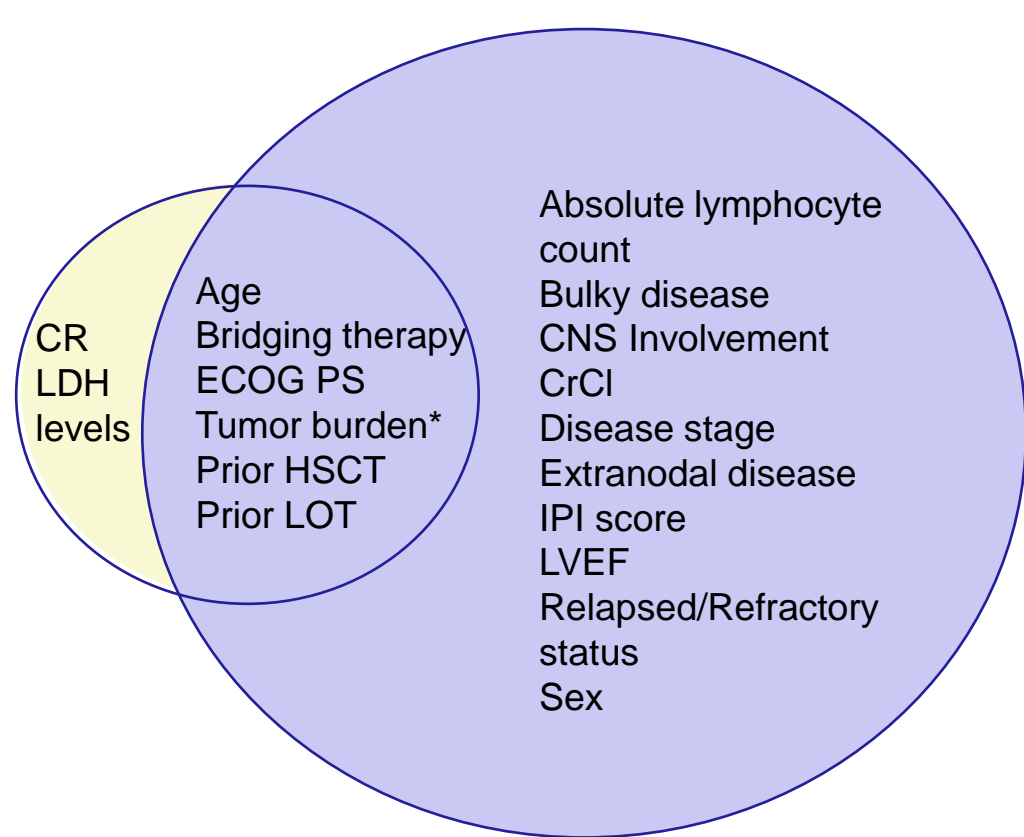 CR
LDH
levels
Age
Bridging therapy
ECOG PS
Tumor burden*
Prior HSCT
Prior LOT
Absolute lymphocyte
count
Bulky disease
CNS Involvement
CrCl
Disease stage
Extranodal disease
IPI score
LVEF
Relapsed/Refractory
status
Sex